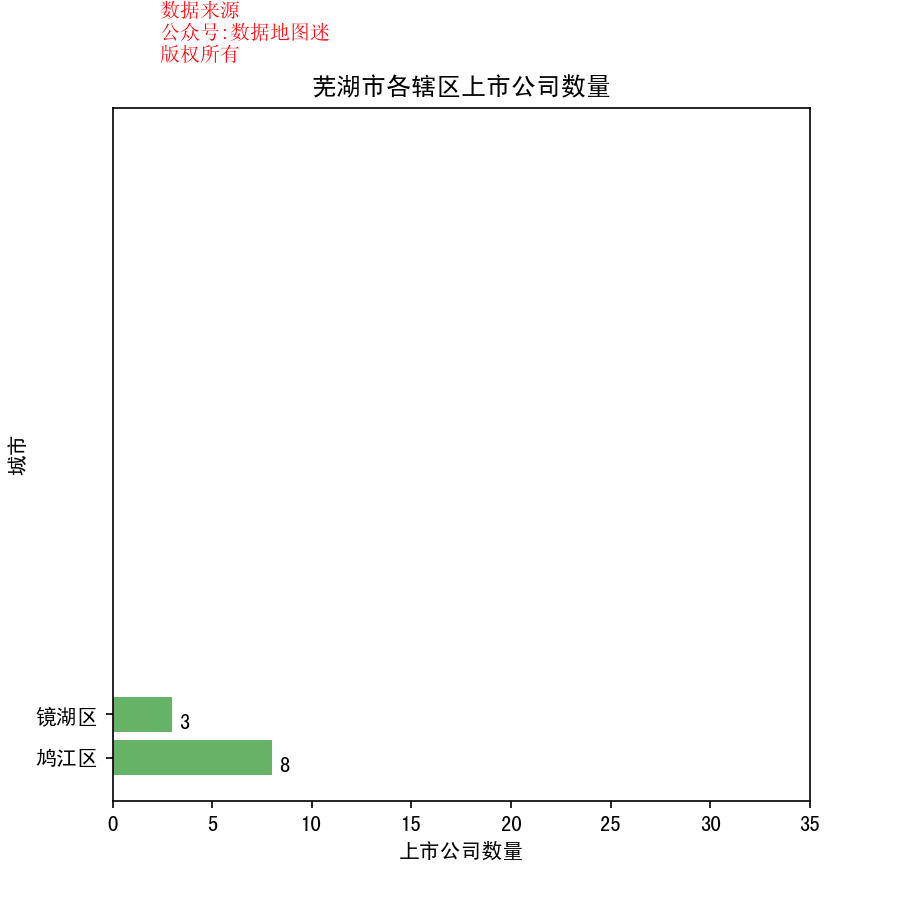 数据来源
公众号:数据地图迷
版权所有
芜湖市各辖区上市公司数量
城市
镜湖区
3
鸠江区
8
0 5 10 15 20 25 30 35
上市公司数量